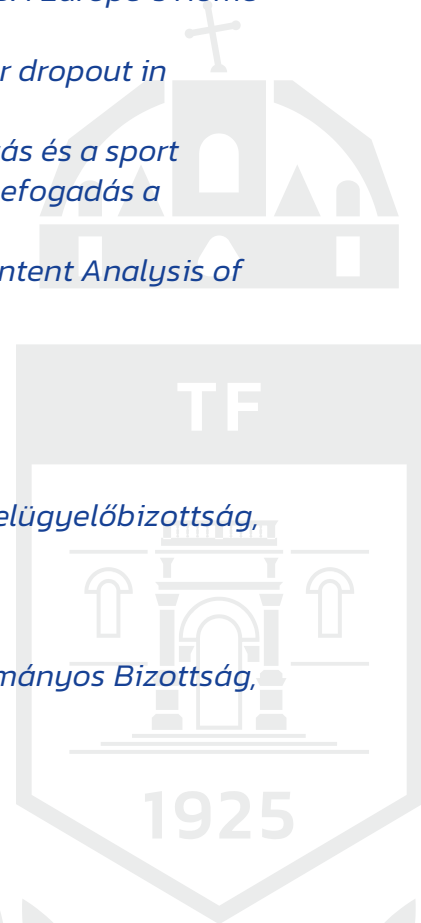 r dropout in
ás és a sport
efogadás a
ntent Analysis of
TF
elügyelőbizottság,
mányos Bizottság,
1925